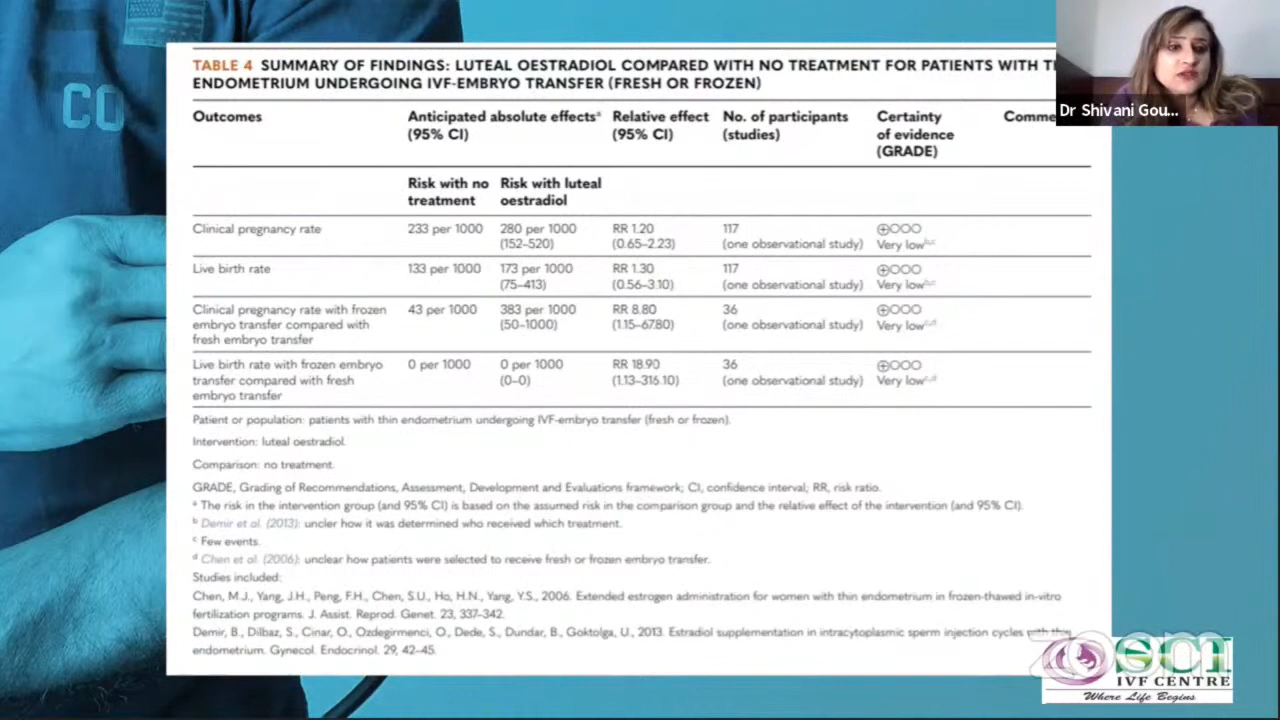 CO
Dr Shivani Gou...
TABLE 4 SUMMARY OF FINDINGS: LUTEAL OESTRADIOL COMPARED WITH NO TREATMENT FOR PATIENTS WITH
ENDOMETRIUM UNDERGOING IVF-EMBRYO TRANSFER (FRESH OR FROZEN)
Outcomes Anticipated absolute effectsᵃ Relative effect No. of participants Certainty Comme
(95% CI) (95% CI) (studies) of evidence
(GRADE)
Risk with no Risk with luteal
treatment oestradiol
Clinical pregnancy rate 233 per 1000 280 per 1000 RR 1.20 117 ⊕○○○
(152–520) (0.65–2.23) (one observational study) Very lowᵇ,ᶜ
Live birth rate 133 per 1000 173 per 1000 RR 1.30 117 ⊕○○○
(75–413) (0.56–3.10) (one observational study) Very lowᵇ,ᶜ
Clinical pregnancy rate with frozen 43 per 1000 383 per 1000 RR 8.80 36 ⊕○○○
embryo transfer compared with (50–1000) (1.15–67.80) (one observational study) Very lowᶜ,ᵈ
fresh embryo transfer
Live birth rate with frozen embryo 0 per 1000 0 per 1000 RR 18.90 36 ⊕○○○
transfer compared with fresh (0–0) (1.13–316.10) (one observational study) Very lowᶜ,ᵈ
embryo transfer
Patient or population: patients with thin endometrium undergoing IVF-embryo transfer (fresh or frozen).
Intervention: luteal oestradiol.
Comparison: no treatment.
GRADE, Grading of Recommendations, Assessment, Development and Evaluations framework; CI, confidence interval; RR, risk ratio.
ᵃ The risk in the intervention group (and 95% CI) is based on the assumed risk in the comparison group and the relative effect of the intervention (and 95% CI).
ᵇ Demir et al. (2013): uncler how it was determined who received which treatment.
ᶜ Few events.
ᵈ Chen et al. (2006): unclear how patients were selected to receive fresh or frozen embryo transfer.
Studies included:
Chen, M.J., Yang, J.H., Peng, F.H., Chen, S.U., Ho, H.N., Yang, Y.S., 2006. Extended estrogen administration for women with thin endometrium in frozen-thawed in-vitro
fertilization programs. J. Assist. Reprod. Genet. 23, 337–342.
Demir, B., Dilbaz, S., Cinar, O., Ozdegirmenci, O., Dede, S., Dundar, B., Goktolga, U., 2013. Estradiol supplementation in intracytoplasmic sperm injection cycles with thin
endometrium. Gynecol. Endocrinol. 29, 42–45.
zoom
IVF CENTRE
Where Life Begins